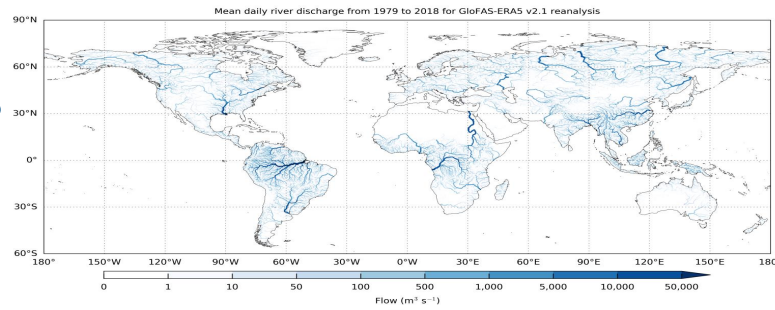 Mean daily river discharge from 1979 to 2018 for GloFAS-ERA5 v2.1 reanalysis
90°N
60°N
30°N
0°
30°S
60°S
180° 150°W 120°W 90°W 60°W 30°W 0°W 30°E 60°E 90°E 120°E 150°E 180
0 1 10 50 100 500 1,000 5,000 10,000 50,000
Flow (m³ s⁻¹)